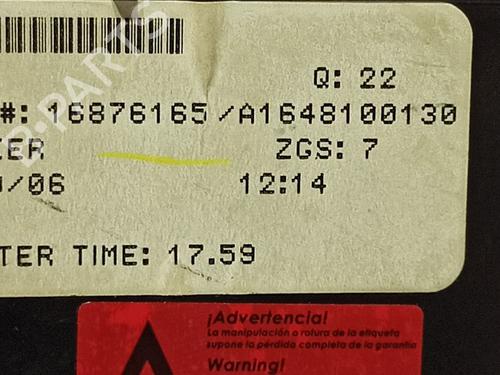 Q: 22
#: 16876165/A1648100130
ZER
ZGS: 7
/06
12:14
TER TIME: 17.59
¡Advertencia!
La manipulación o rotura de la etiqueta
supone la pérdida completa de la garantía
Warning!